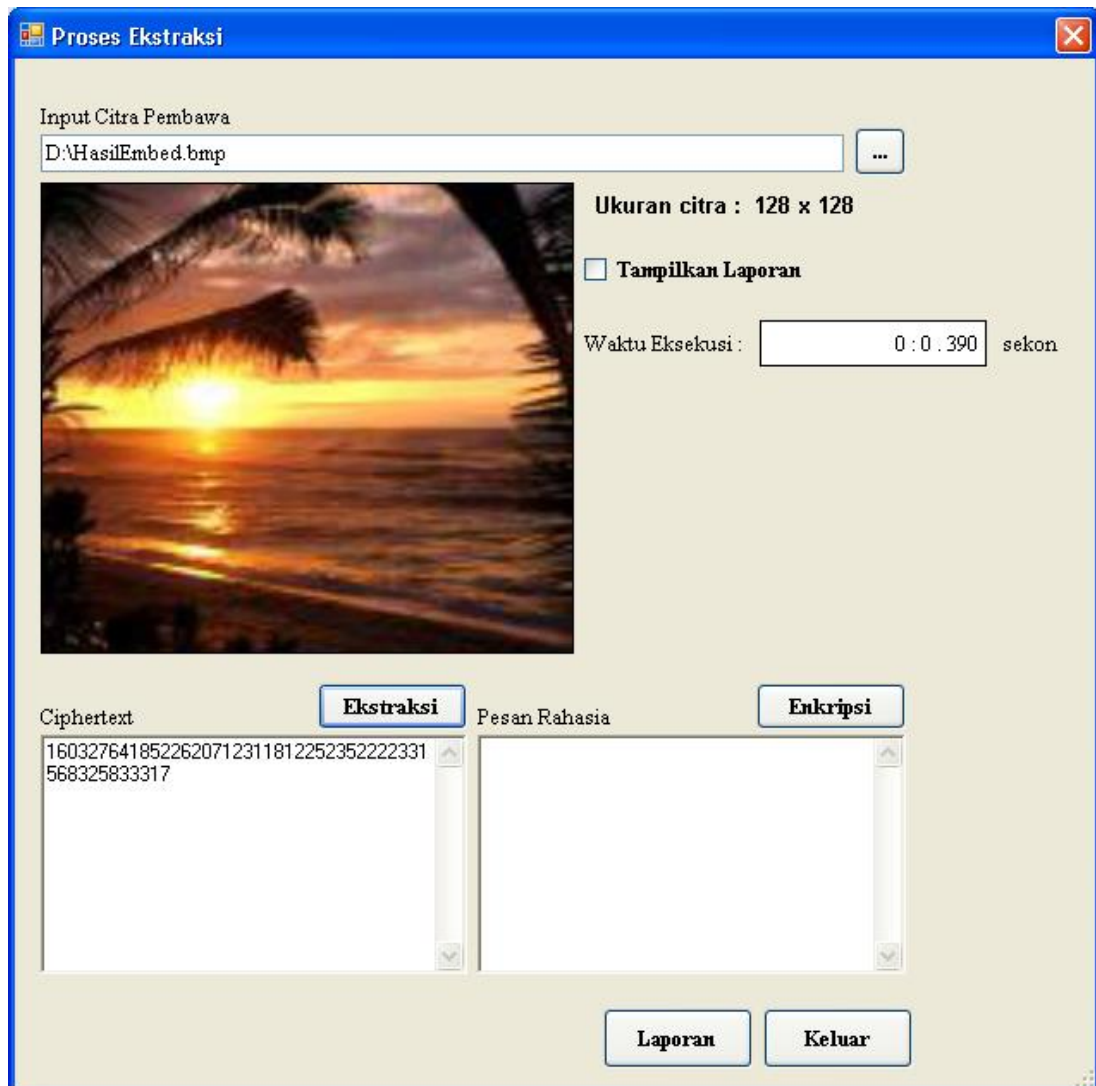 Proses Ekstraksi
Input Citra Pembawa
D:\HasilEmbed.bmp
...
Ukuran citra : 128 x 128
Tampilkan Laporan
Waktu Eksekusi :
0 : 0 . 390
sekon
Ciphertext
Ekstraksi
Pesan Rahasia
Enkripsi
1603276418522620712311812252352222331
568325833317
Laporan
Keluar